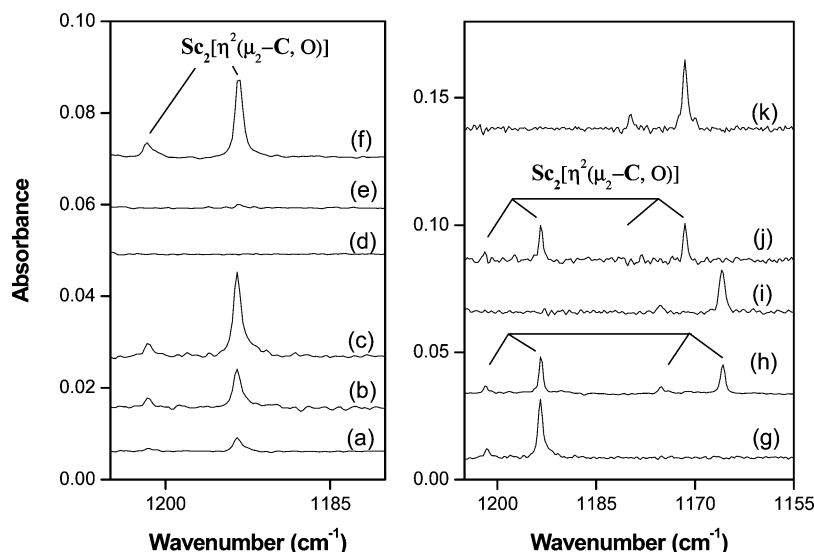 0.10
0.08
0.06
0.04
0.02
0.00
Absorbance
Sc₂[η²(μ₂–C, O)]
(f)
(e)
(d)
(c)
(b)
(a)
1200
1185
Wavenumber (cm⁻¹)
0.15
0.10
0.05
0.00
(k)
Sc₂[η²(μ₂–C, O)]
(j)
(i)
(h)
(g)
1200
1185
1170
1155
Wavenumber (cm⁻¹)